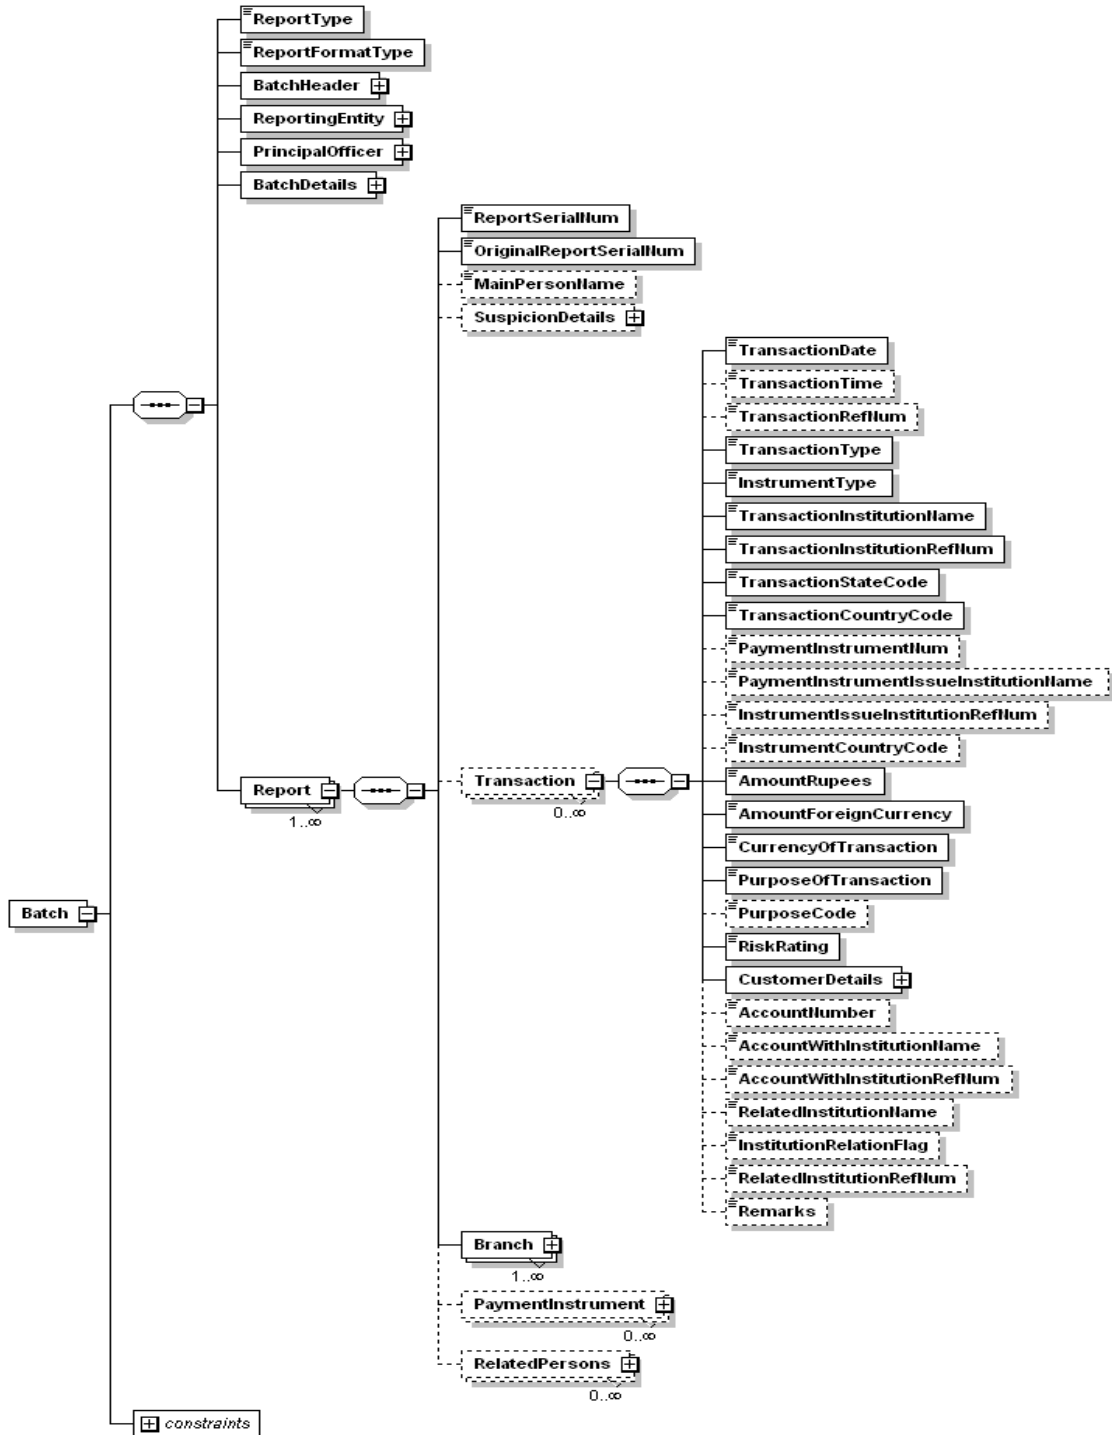 ReportType
ReportFormatType
BatchHeader
ReportingEntity
PrincipalOfficer
BatchDetails
ReportSerialNum
OriginalReportSerialNum
MainPersonName
SuspicionDetails
TransactionDate
TransactionTime
TransactionRefNum
TransactionType
InstrumentType
TransactionInstitutionName
TransactionInstitutionRefNum
TransactionStateCode
TransactionCountryCode
PaymentInstrumentNum
PaymentInstrumentIssueInstitutionName
InstrumentIssueInstitutionRefNum
InstrumentCountryCode
Report
1..∞
Transaction
0..∞
AmountRupees
AmountForeignCurrency
CurrencyOfTransaction
PurposeOfTransaction
PurposeCode
Batch
RiskRating
CustomerDetails
AccountNumber
AccountWithInstitutionName
AccountWithInstitutionRefNum
RelatedInstitutionName
InstitutionRelationFlag
RelatedInstitutionRefNum
Remarks
Branch
1..∞
PaymentInstrument
0..∞
RelatedPersons
0..∞
constraints